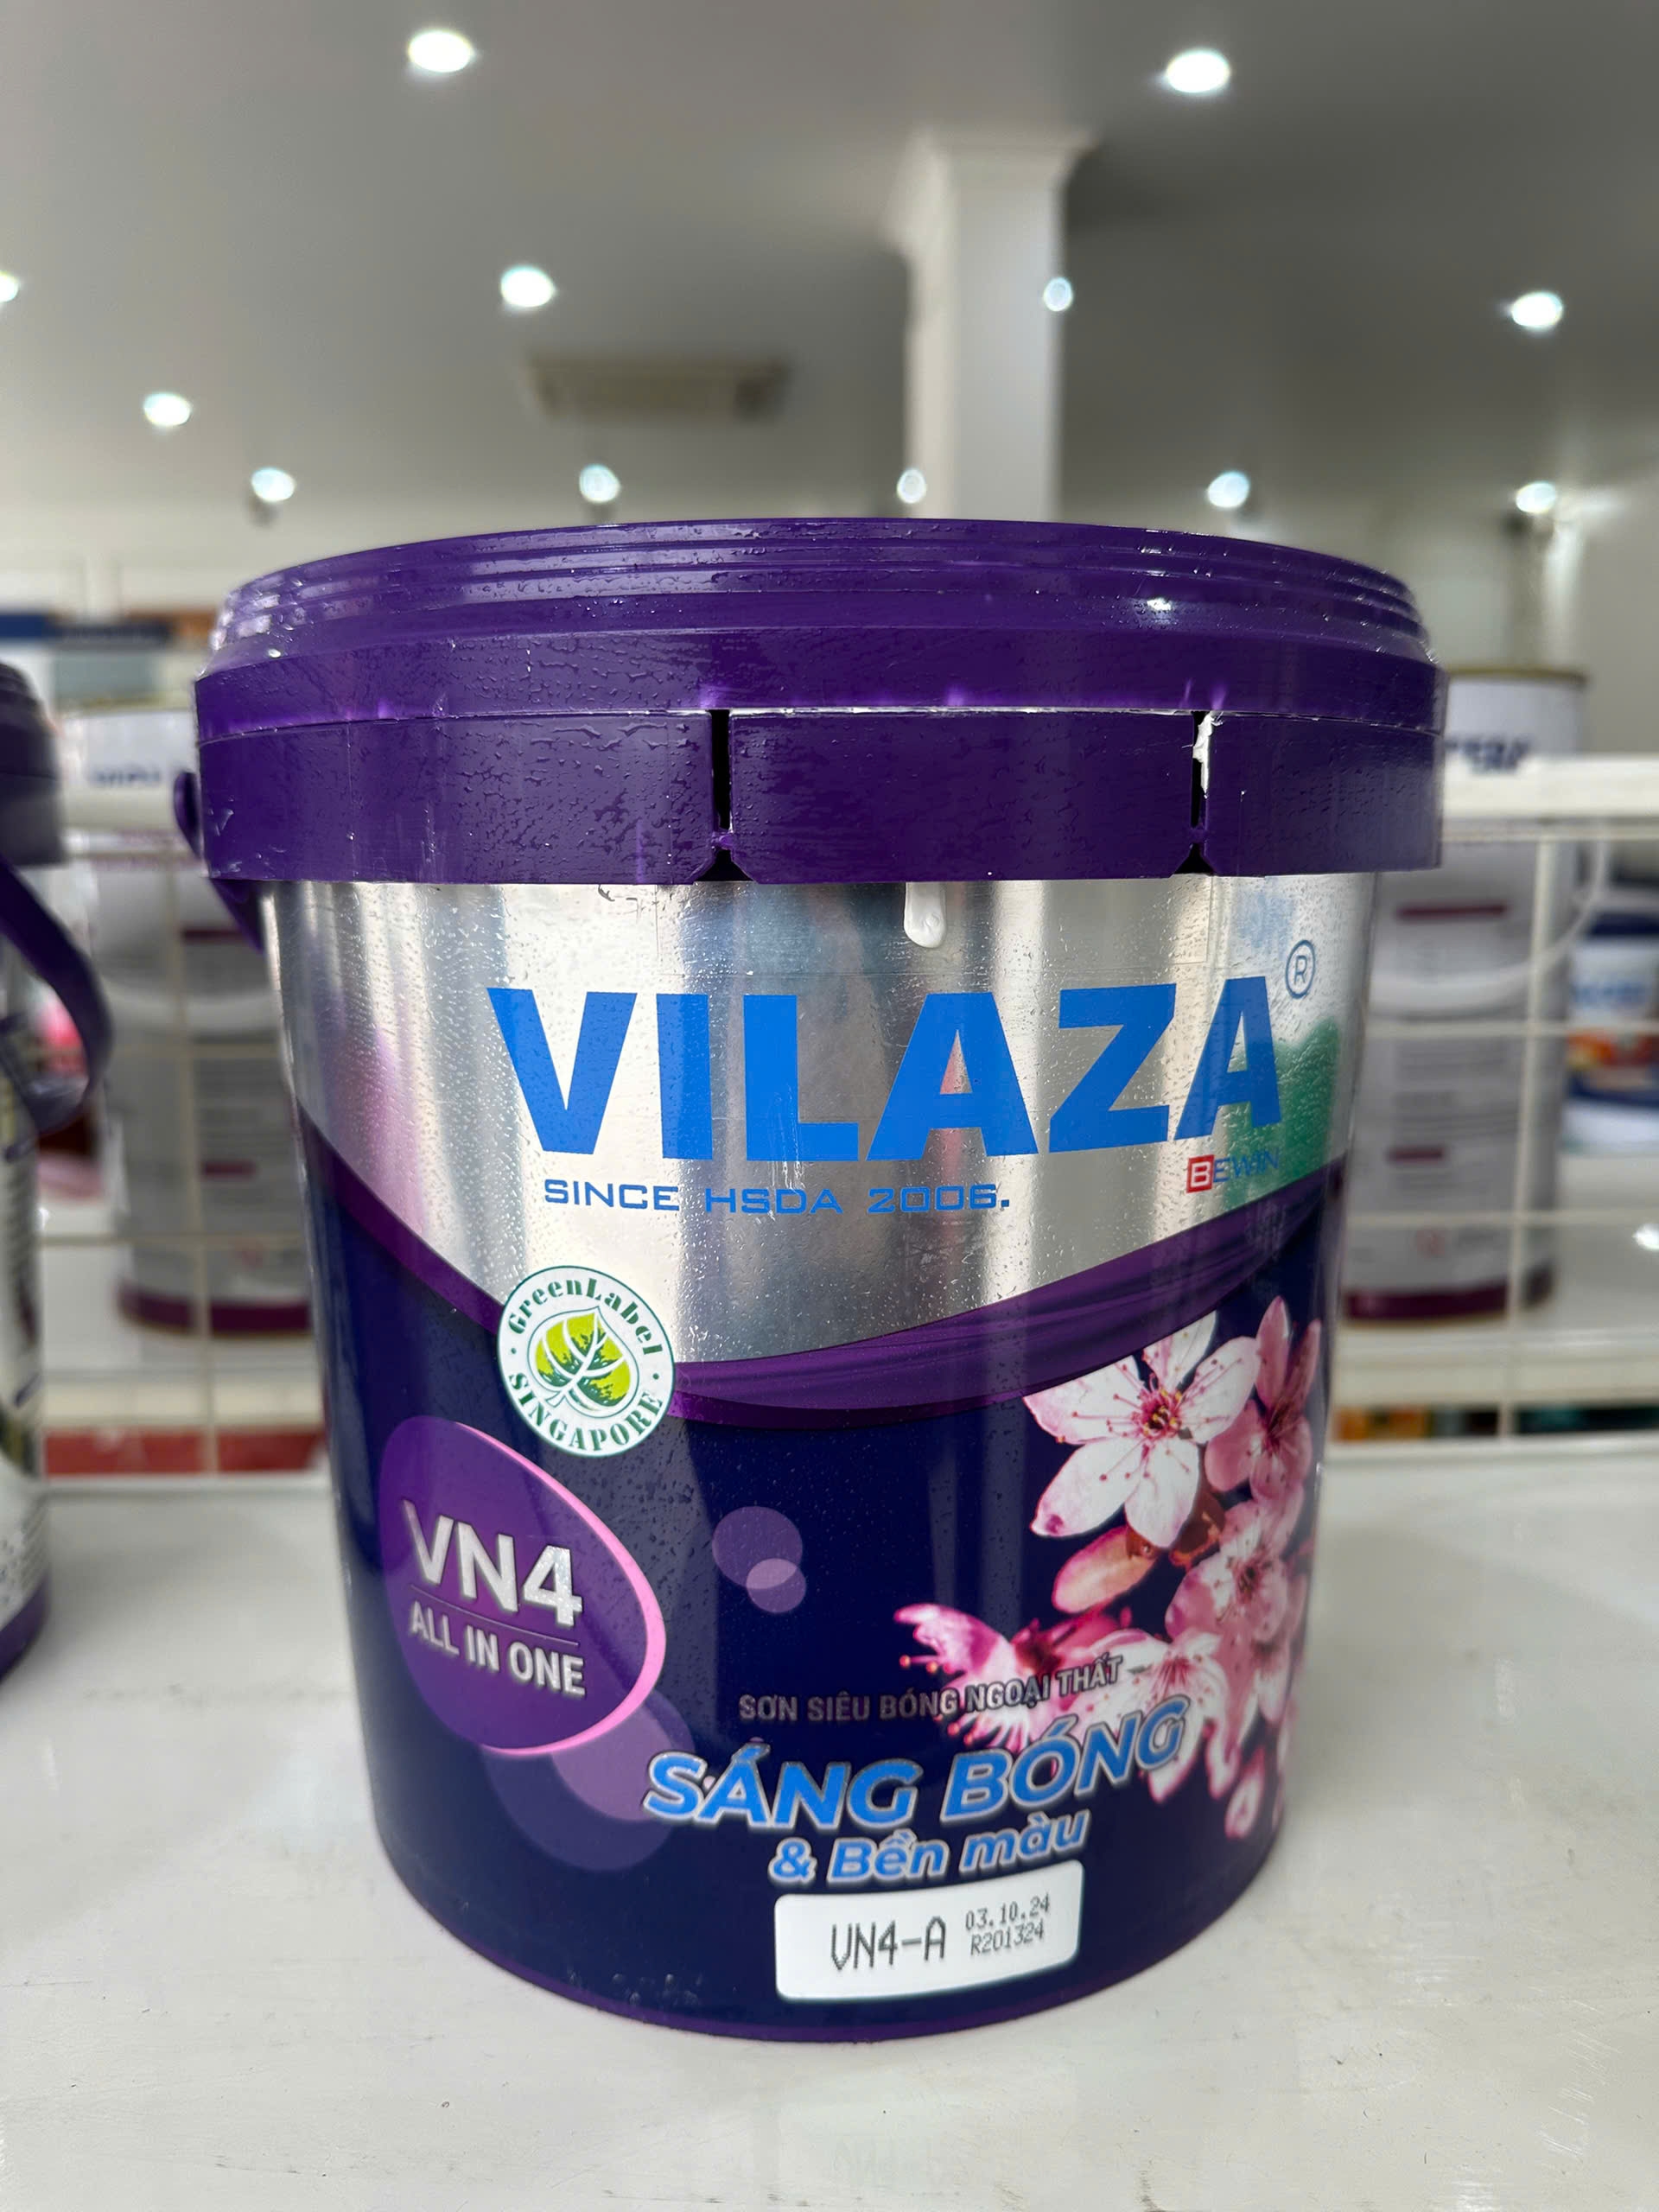 VILAZA®
BEWIN
SINCE HSDA 2006.
GreenLabel
SINGAPORE
VN4
ALL IN ONE
SƠN SIÊU BÓNG NGOẠI THẤT
SÁNG BÓNG
& Bền màu
VN4-A
03.10.24
R201324